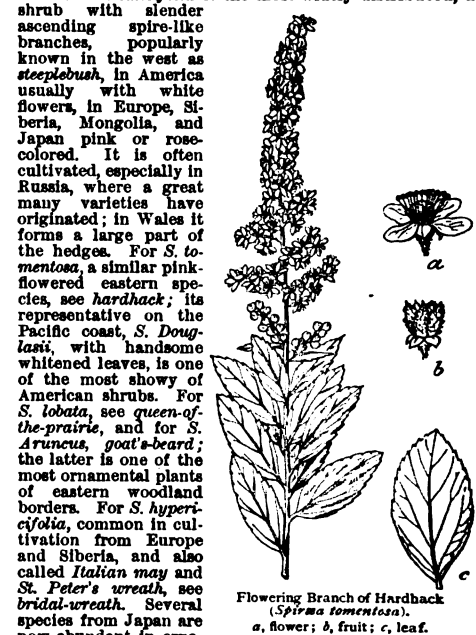 shrub with slender
ascending spire-like
branches, popularly
known in the west as
steeplebush, in America
usually with white
flowers, in Europe, Si-
beria, Mongolia, and
Japan pink or rose-
colored. It is often
cultivated, especially in
Russia, where a great
many varieties have
originated; in Wales it
forms a large part of
the hedges. For S. to-
mentosa, a similar pink-
flowered eastern spe-
cies, see hardhack; its
representative on the
Pacific coast, S. Doug-
lasii, with handsome
whitened leaves, is one
of the most showy of
American shrubs. For
S. lobata, see queen-of-
the-prairie, and for S.
Aruncus, goat's-beard;
the latter is one of the
most ornamental plants
of eastern woodland
borders. For S. hyperi-
cifolia, common in cul-
tivation from Europe
and Siberia, and also
called Italian may and
St. Peter's wreath, see
bridal-wreath. Several
species from Japan are
a
b
c
Flowering Branch of Hardhack
(Spiræa tomentosa).
a, flower; b, fruit; c, leaf.